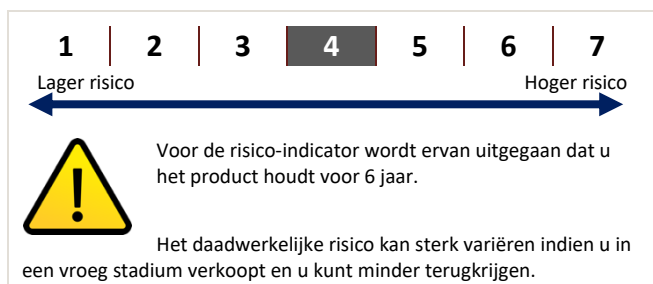 1 2 3 4 5 6 7
Lager risico Hoger risico
Voor de risico-indicator wordt ervan uitgegaan dat u
het product houdt voor 6 jaar.
Het daadwerkelijke risico kan sterk variëren indien u in
een vroeg stadium verkoopt en u kunt minder terugkrijgen.